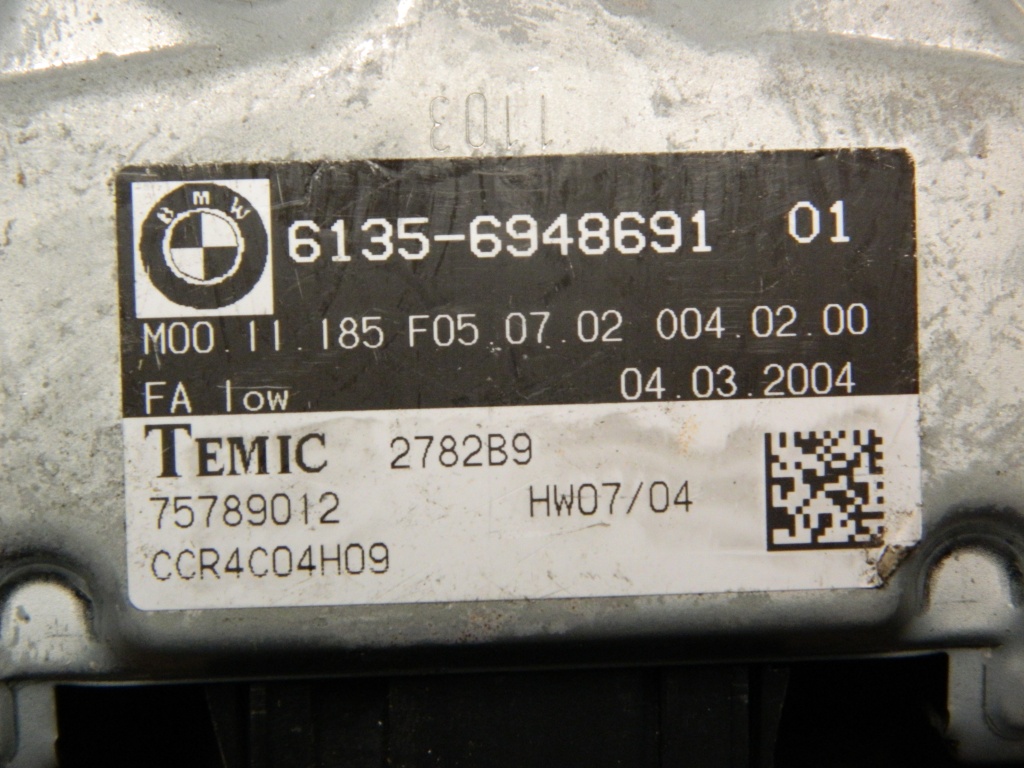 1103
BMW
6135-6948691 01
M00.11.185 F05.07.02 004.02.00
FA low 04.03.2004
TEMIC 2782B9
75789012 HW07/04
CCR4C04H09